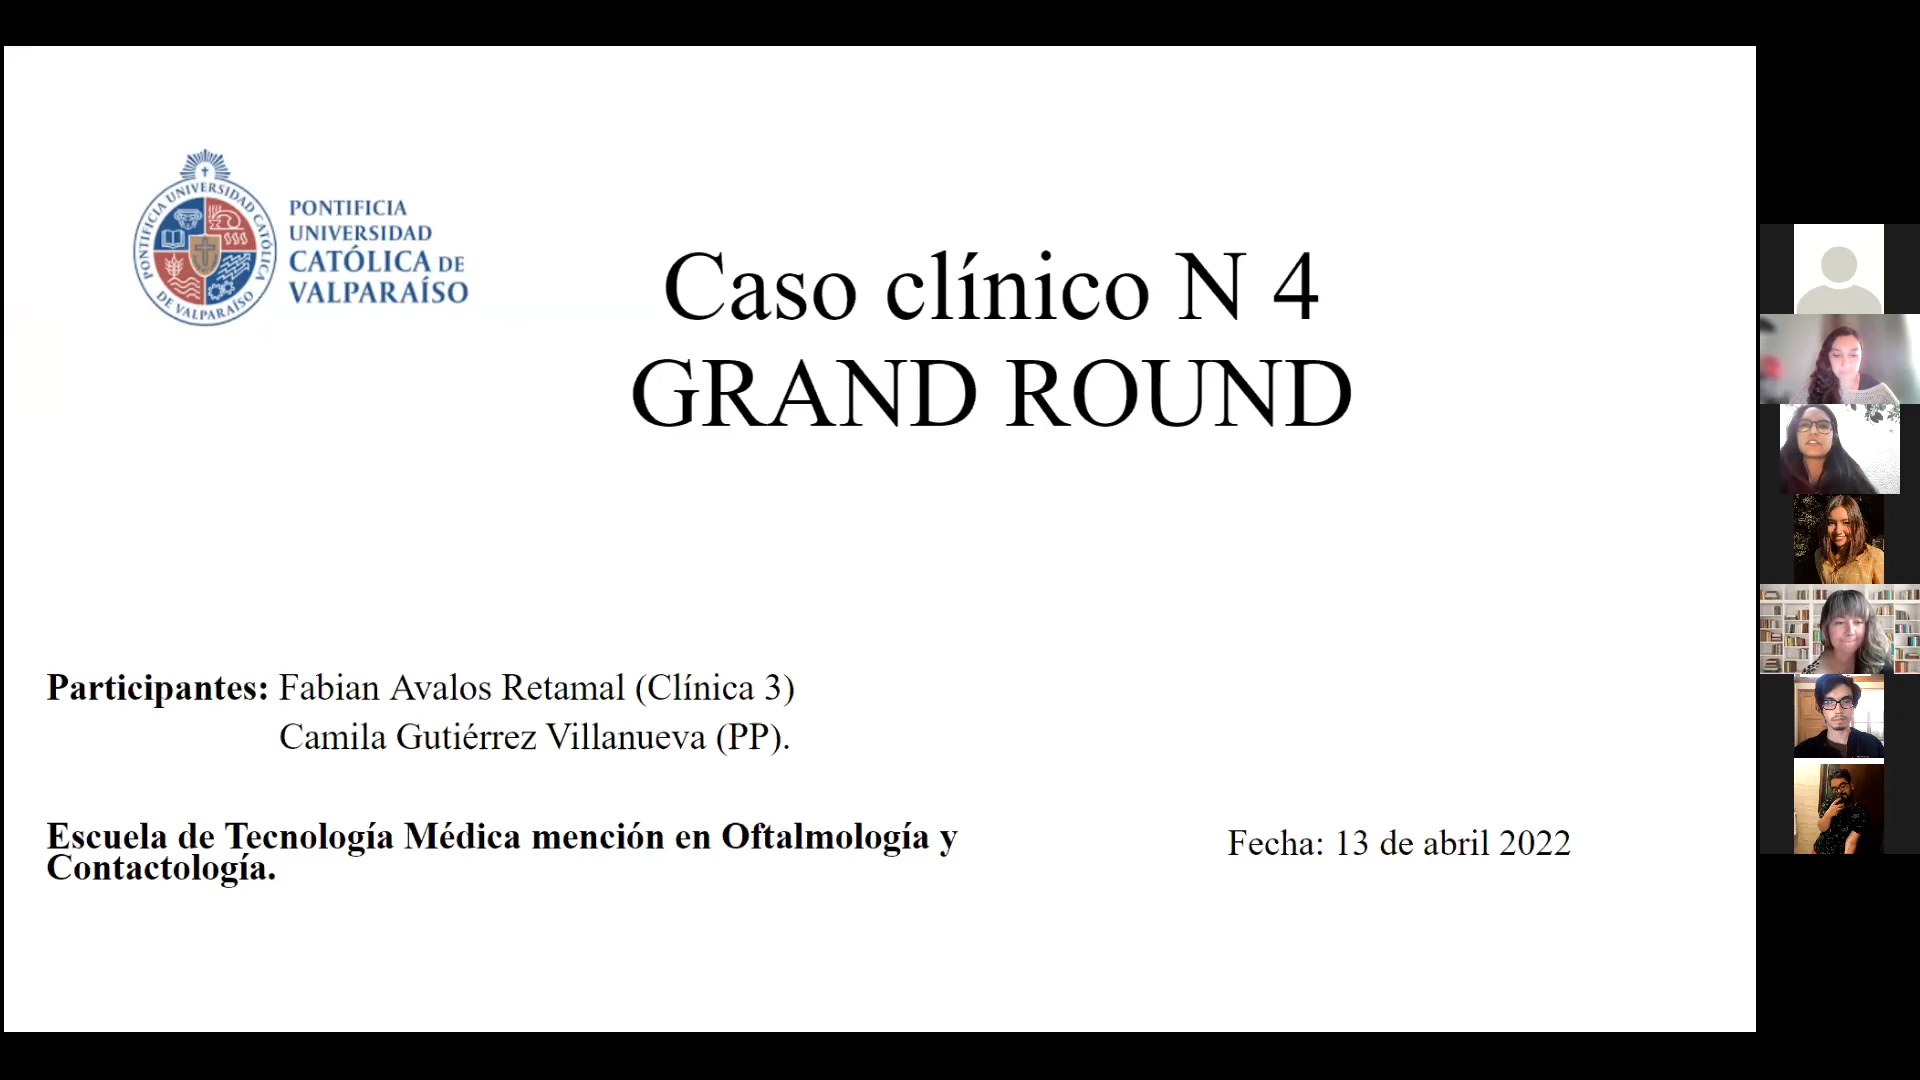 PONTIFICIA UNIVERSIDAD CATÓLICA
DE VALPARAÍSO
PONTIFICIA
UNIVERSIDAD
CATÓLICA DE
VALPARAÍSO
Caso clínico N 4
GRAND ROUND
Participantes: Fabian Avalos Retamal (Clínica 3)
Camila Gutiérrez Villanueva (PP).
Escuela de Tecnología Médica mención en Oftalmología y
Contactología.
Fecha: 13 de abril 2022